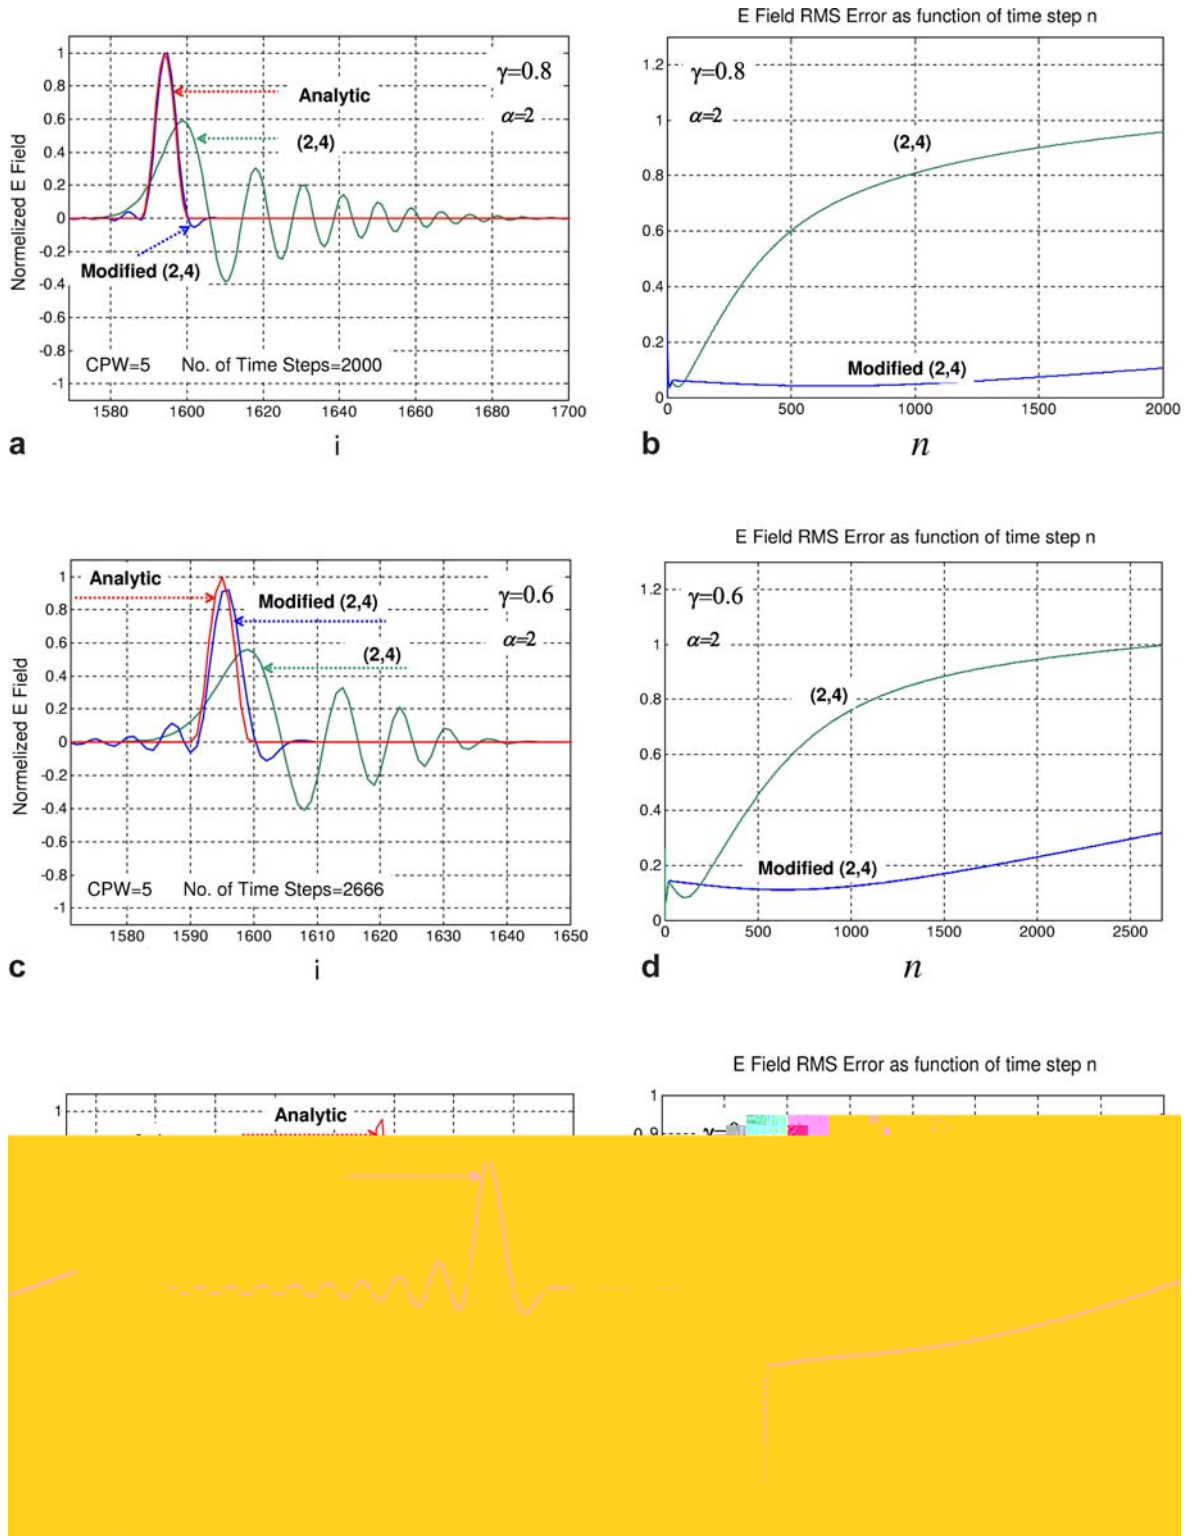 E Field RMS Error as function of time step n
Normelized E Field
1
0.8
0.6
0.4
0.2
0
-0.2
-0.4
-0.6
-0.8
-1
γ=0.8
Analytic
α=2
(2,4)
Modified (2,4)
CPW=5 No. of Time Steps=2000
1580 1600 1620 1640 1660 1680 1700
a
i
1.2
1
0.8
0.6
0.4
0.2
0
γ=0.8
α=2
(2,4)
Modified (2,4)
0 500 1000 1500 2000
b
n
E Field RMS Error as function of time step n
Normelized E Field
1
0.8
0.6
0.4
0.2
0
-0.2
-0.4
-0.6
-0.8
-1
Analytic
γ=0.6
Modified (2,4)
α=2
(2,4)
CPW=5 No. of Time Steps=2666
1580 1590 1600 1610 1620 1630 1640 1650
c
i
1.2
1
0.8
0.6
0.4
0.2
0
γ=0.6
α=2
(2,4)
Modified (2,4)
0 500 1000 1500 2000 2500
d
n
E Field RMS Error as function of time step n
1
Analytic
1
0.9